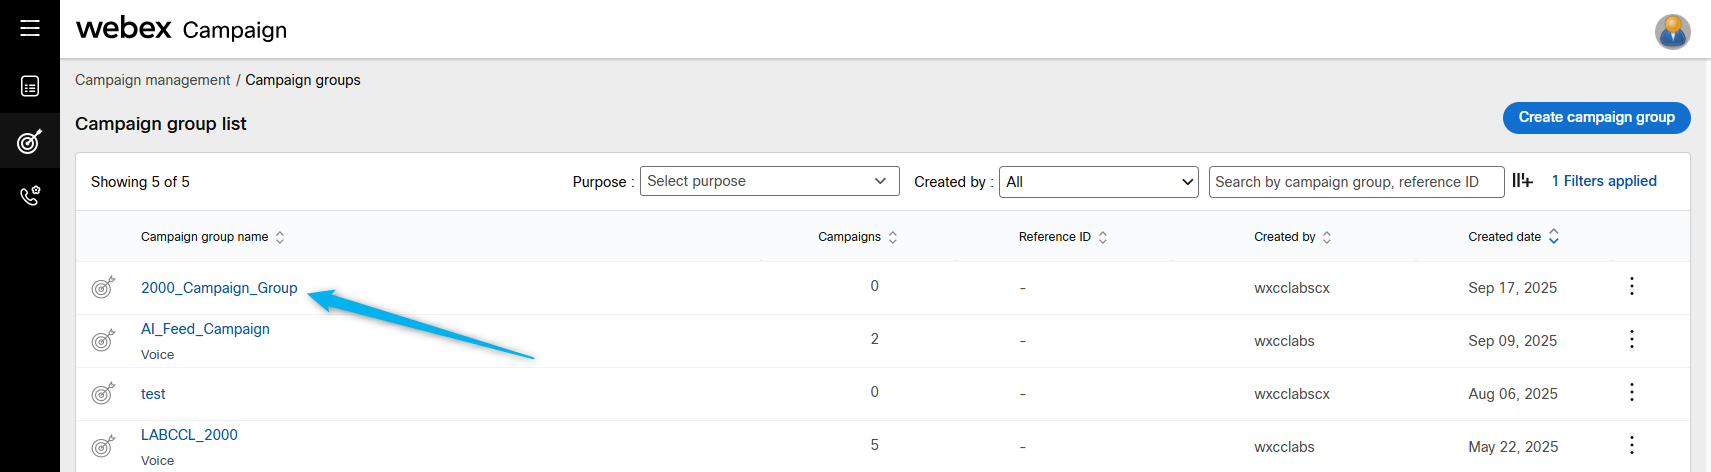 webex Campaign
Campaign management / Campaign groups
Campaign group list
Create campaign group
Showing 5 of 5
Purpose : Select purpose
Created by : All
Search by campaign group, reference ID
1 Filters applied
Campaign group name Campaigns Reference ID Created by Created date
2000_Campaign_Group 0 - wxcclabscx Sep 17, 2025
AI_Feed_Campaign
Voice
2 - wxcclabs Sep 09, 2025
test 0 - wxcclabscx Aug 06, 2025
LABCCL_2000
Voice
5 - wxcclabs May 22, 2025